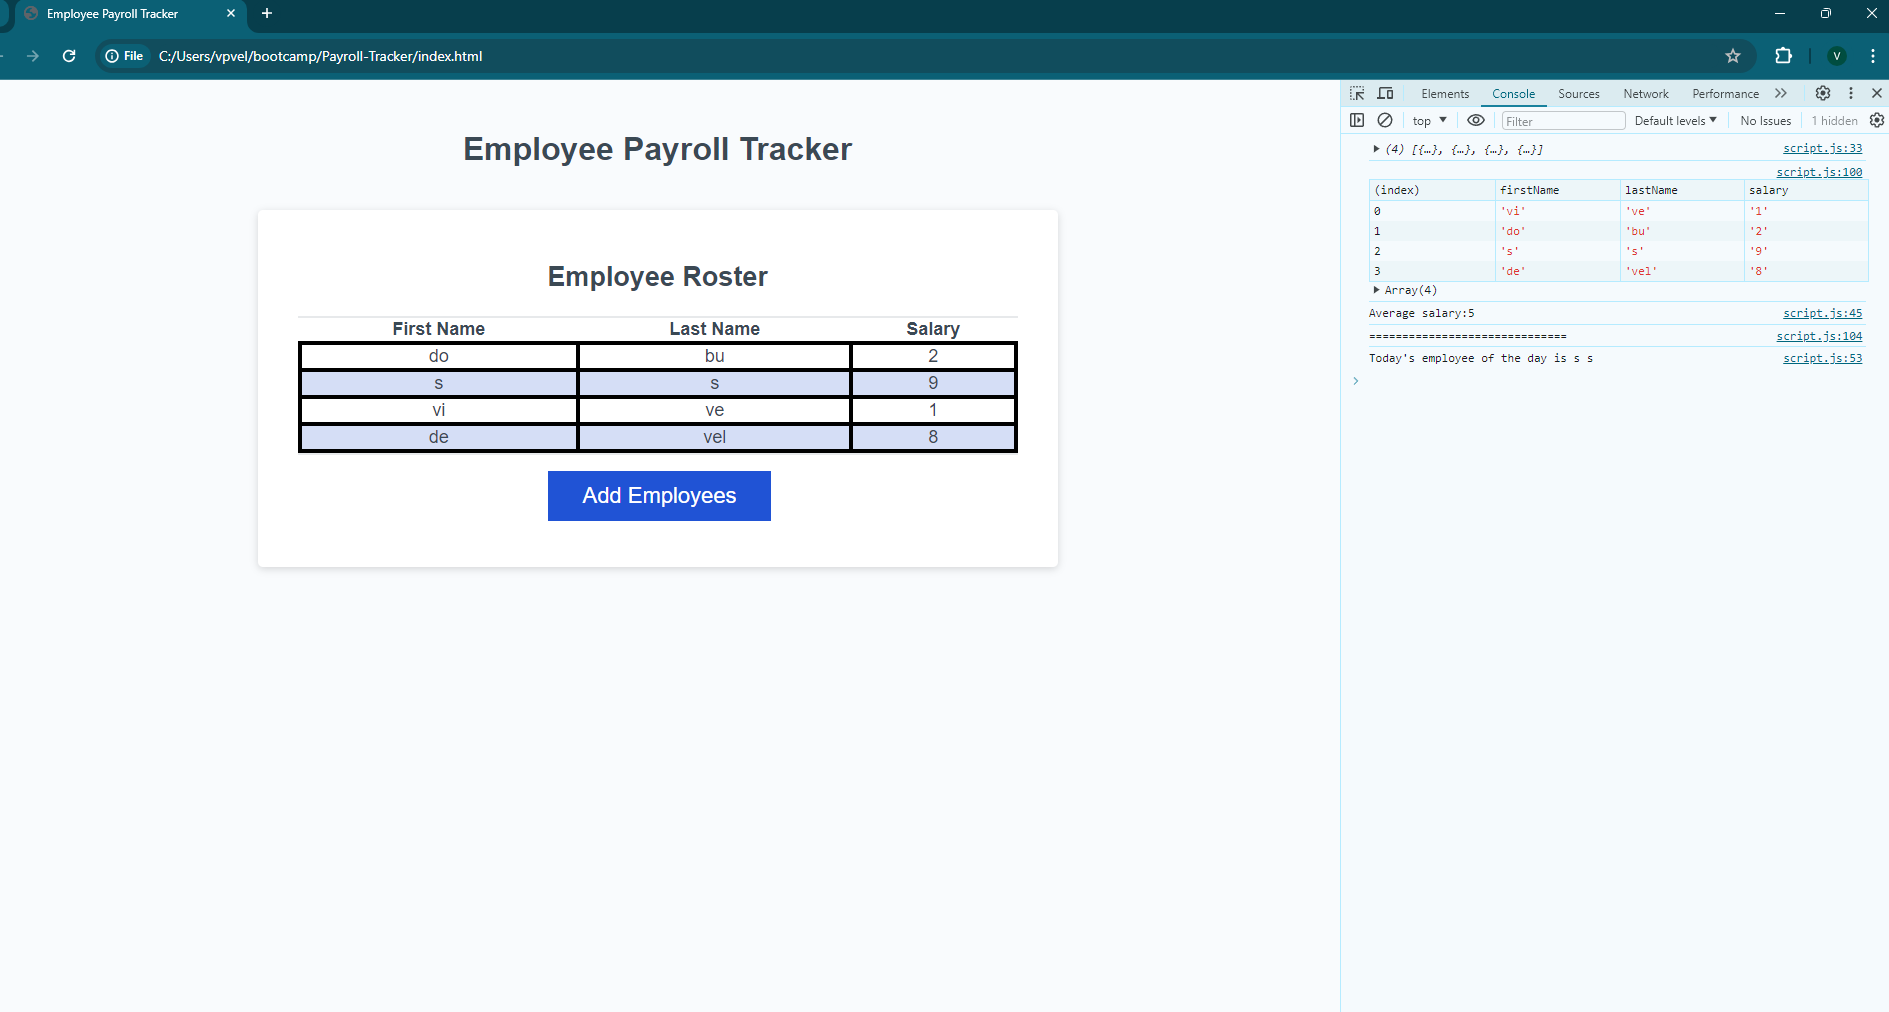 Employee Payroll Tracker
File C:/Users/vpvel/bootcamp/Payroll-Tracker/index.html
V
Employee Payroll Tracker
Employee Roster
First Name Last Name Salary
do bu 2
s s 9
vi ve 1
de vel 8
Add Employees
Elements Console Sources Network Performance
top Filter Default levels No Issues 1 hidden
(4) [{…}, {…}, {…}, {…}] script.js:33
script.js:100
(index) firstName lastName salary
0 'vi' 've' '1'
1 'do' 'bu' '2'
2 's' 's' '9'
3 'de' 'vel' '8'
Array(4)
Average salary:5 script.js:45
============================== script.js:104
Today's employee of the day is s s script.js:53